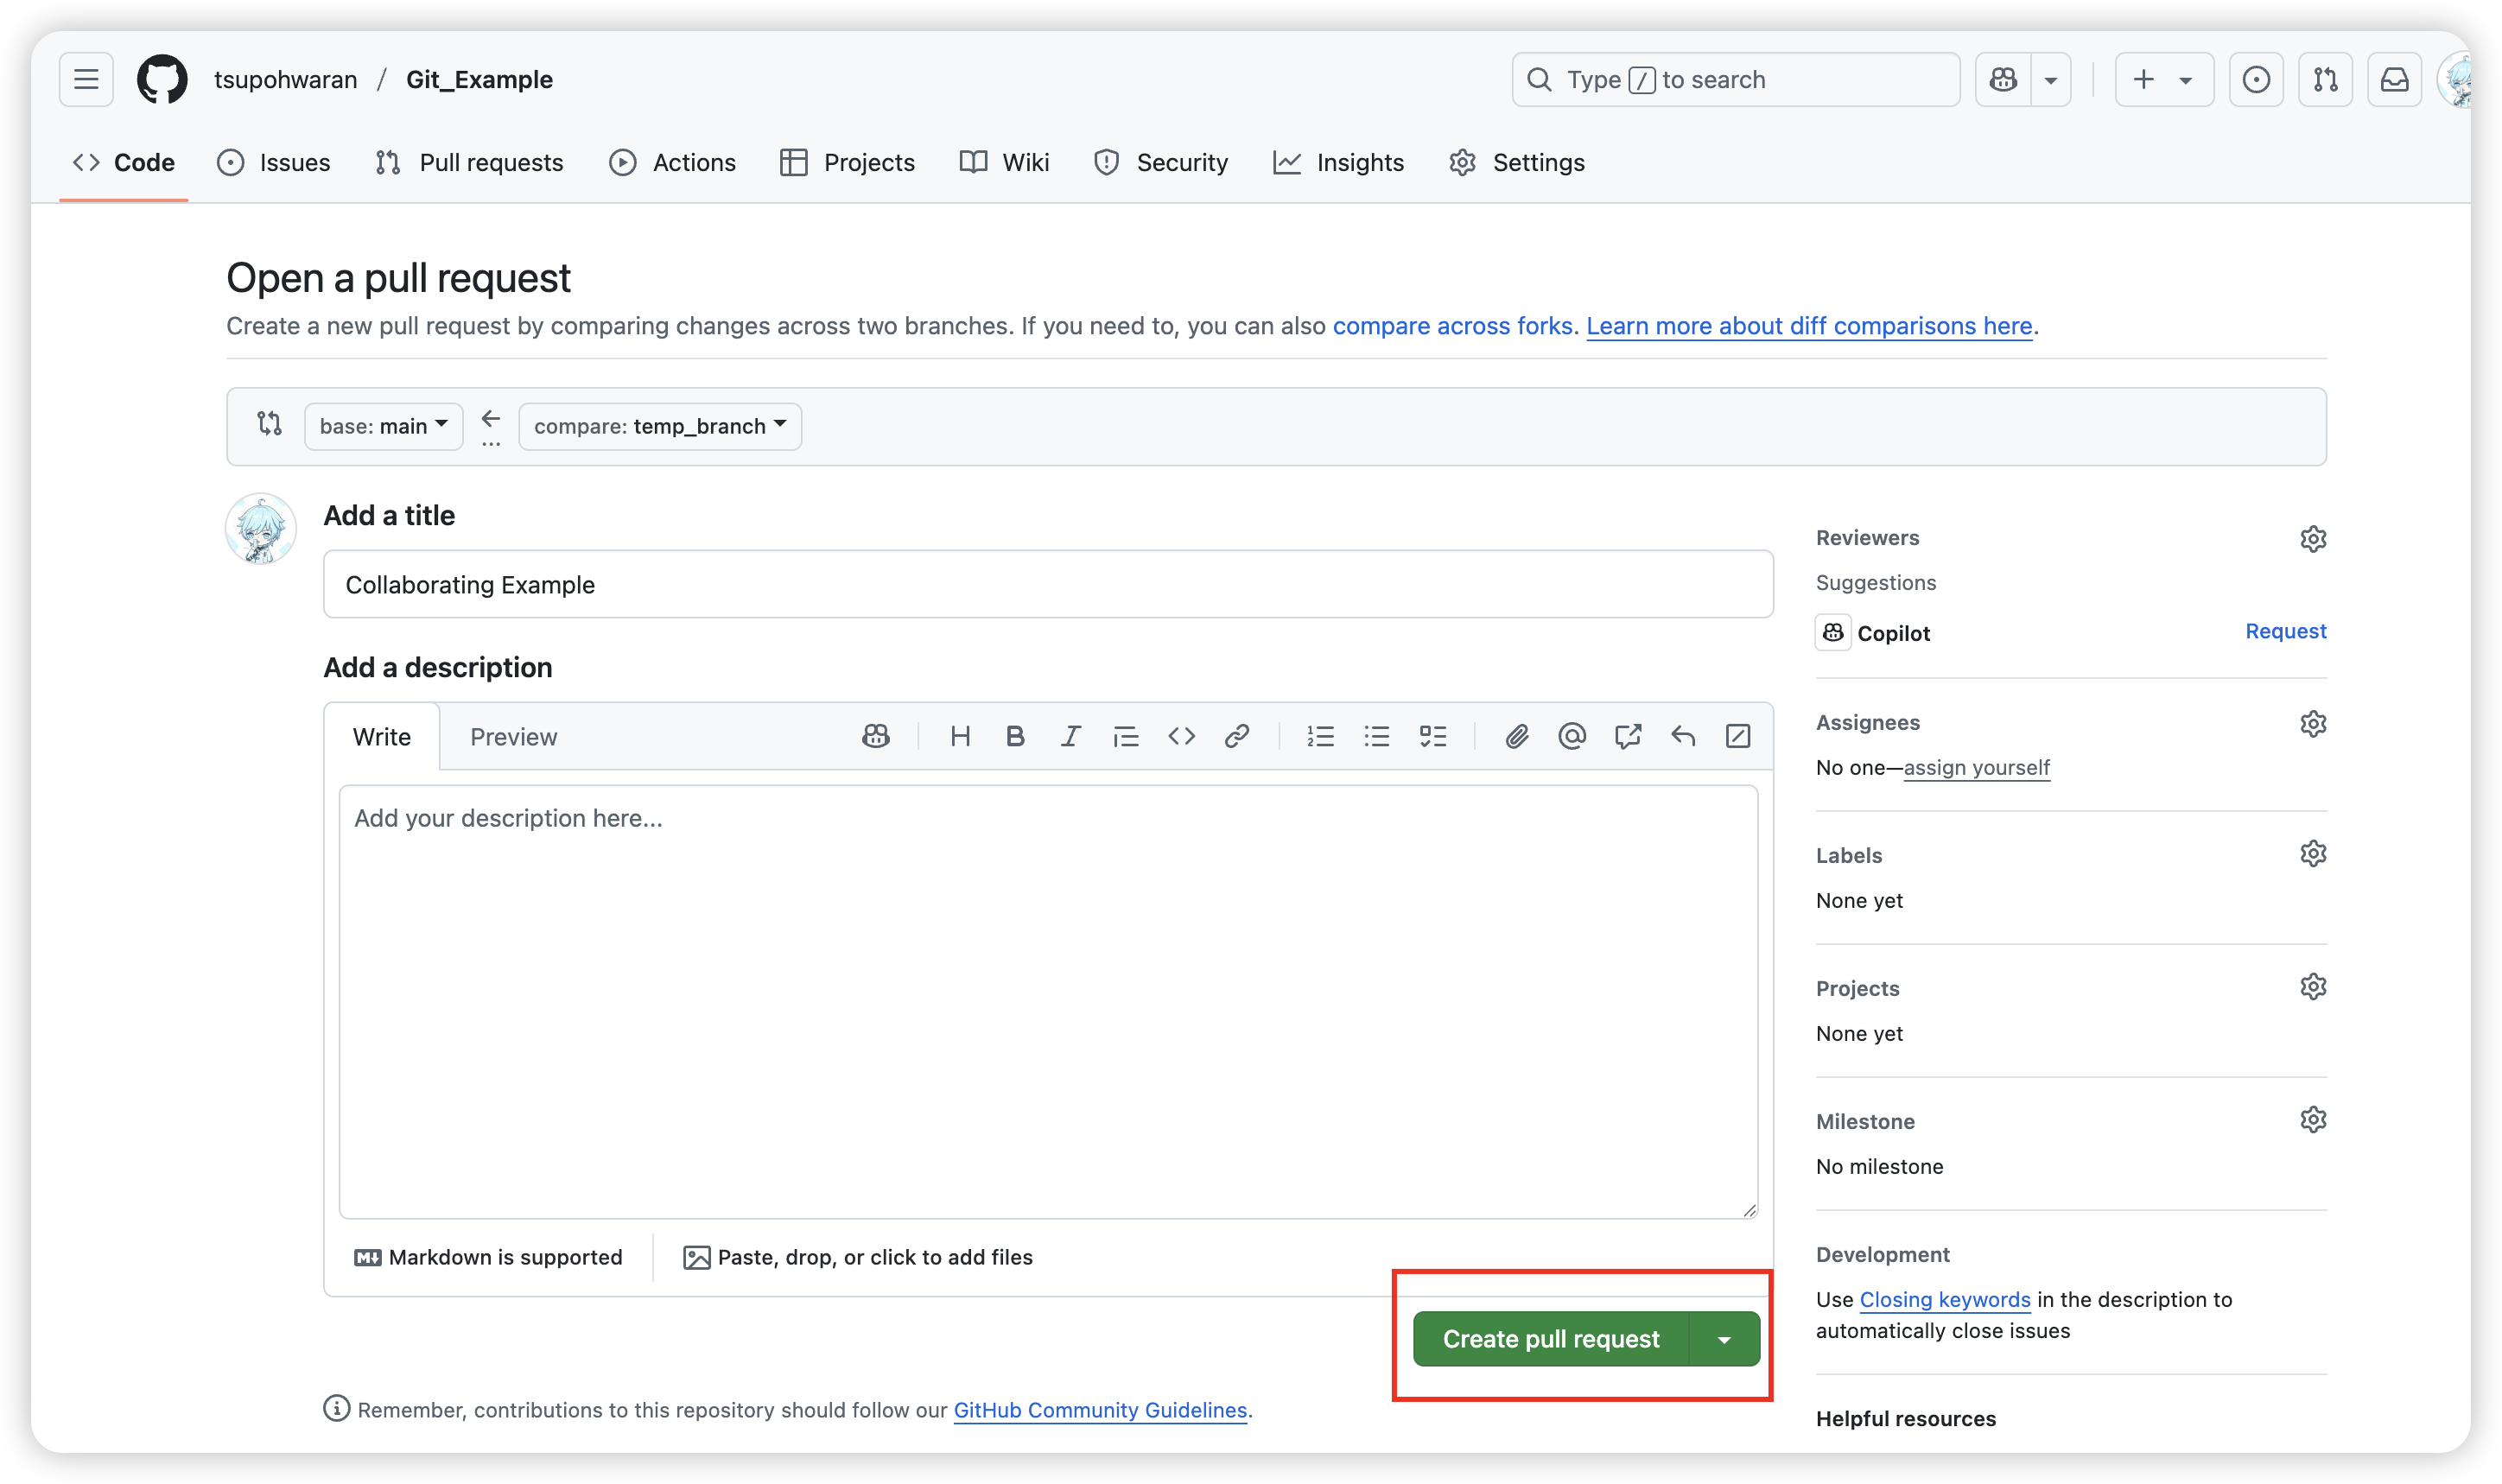 tsupohwaran / Git_Example
Type / to search
Code
Issues
Pull requests
Actions
Projects
Wiki
Security
Insights
Settings
Open a pull request
Create a new pull request by comparing changes across two branches. If you need to, you can also compare across forks. Learn more about diff comparisons here.
base: main
compare: temp_branch
Add a title
Collaborating Example
Add a description
Write
Preview
Add your description here...
Markdown is supported
Paste, drop, or click to add files
Create pull request
Remember, contributions to this repository should follow our GitHub Community Guidelines.
Reviewers
Suggestions
Copilot
Request
Assignees
No one—assign yourself
Labels
None yet
Projects
None yet
Milestone
No milestone
Development
Use Closing keywords in the description to
automatically close issues
Helpful resources